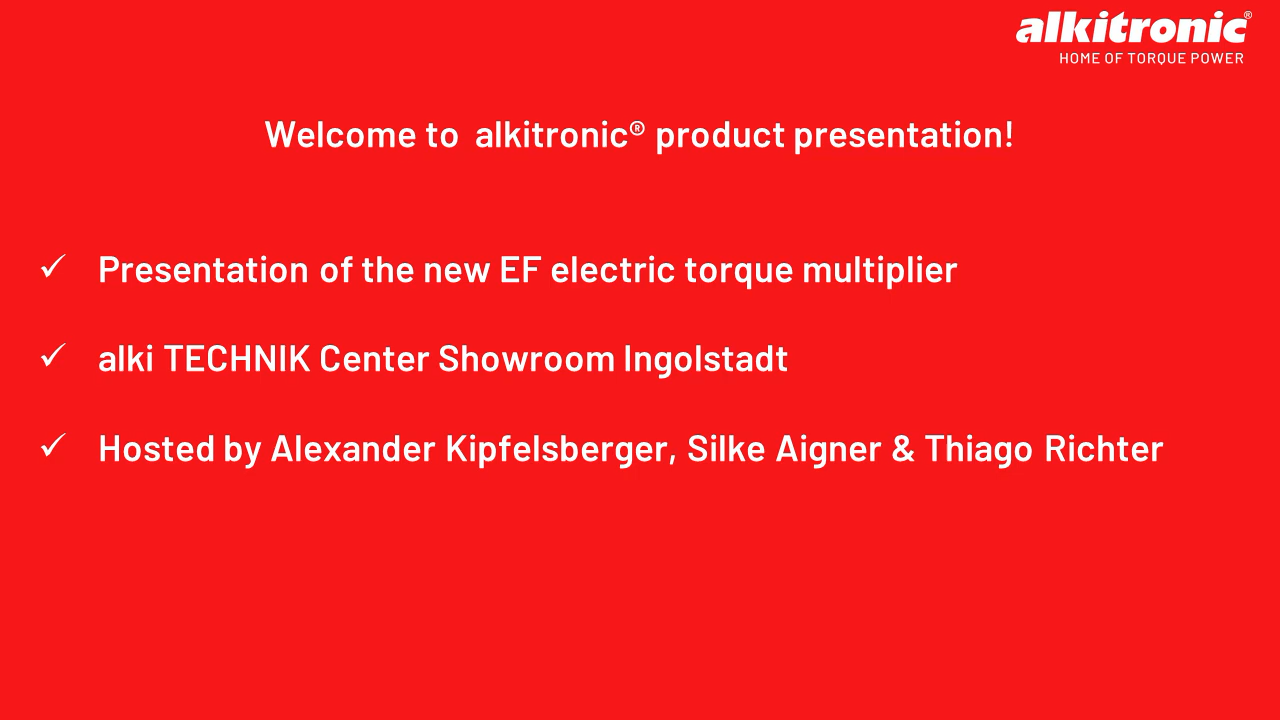 alkitronic®
HOME OF TORQUE POWER
Welcome to alkitronic® product presentation!
✓ Presentation of the new EF electric torque multiplier
✓ alki TECHNIK Center Showroom Ingolstadt
✓ Hosted by Alexander Kipfelsberger, Silke Aigner & Thiago Richter